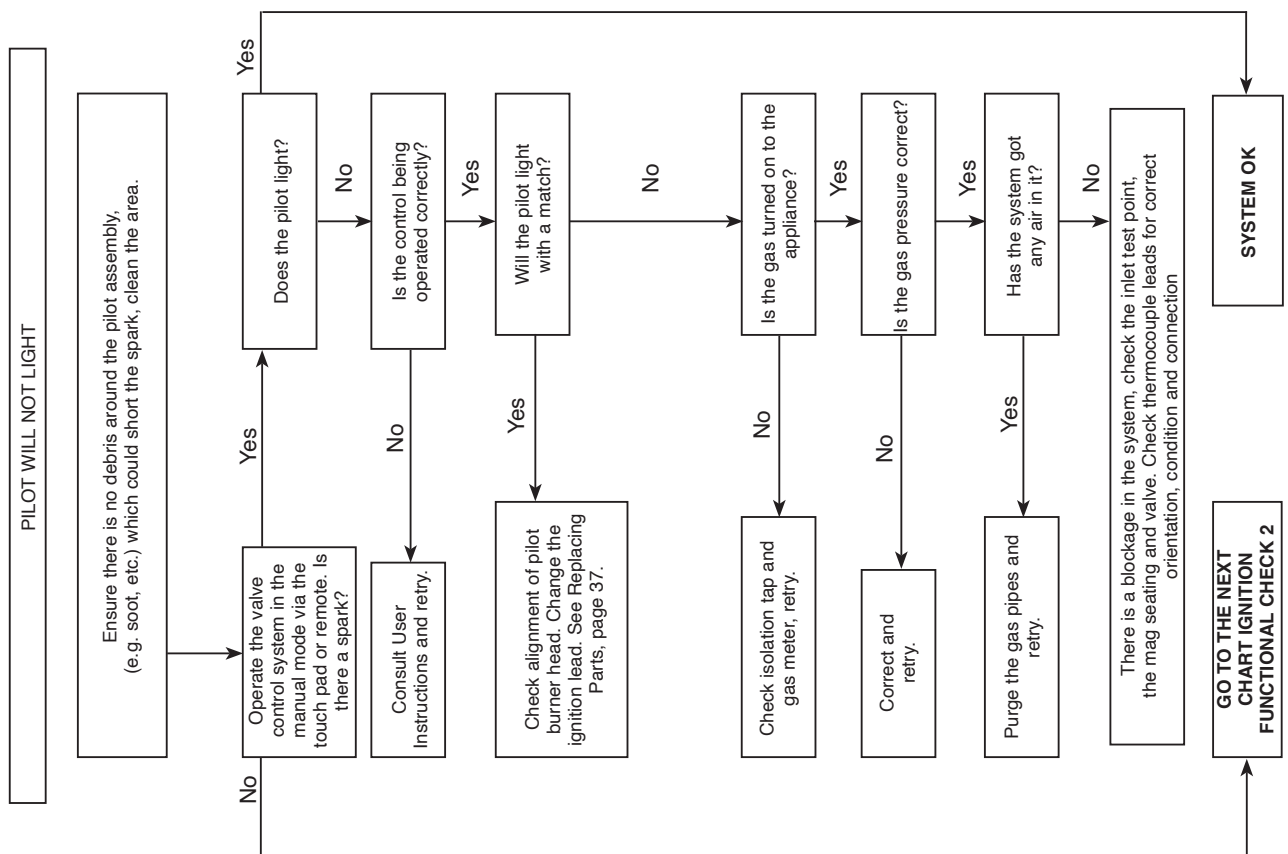 PILOT WILL NOT LIGHT
Ensure there is no debris around the pilot assembly,
(e.g. soot, etc.) which could short the spark, clean the area.
Operate the valve
control system in the
manual mode via the
touch pad or remote. Is
there a spark?
Yes
No
Does the pilot light?
Yes
No
Is the control being
operated correctly?
No
Consult User
Instructions and retry.
Yes
Will the pilot light
with a match?
Yes
Check alignment of pilot
burner head. Change the
ignition lead. See Replacing
Parts, page 37.
No
Is the gas turned on to the
appliance?
No
Check isolation tap and
gas meter, retry.
Yes
Is the gas pressure correct?
No
Correct and
retry.
Yes
Has the system got
any air in it?
Yes
Purge the gas pipes and
retry.
No
There is a blockage in the system, check the inlet test point,
the mag seating and valve. Check thermocouple leads for correct
orientation, condition and connection
GO TO THE NEXT
CHART IGNITION
FUNCTIONAL CHECK 2
SYSTEM OK